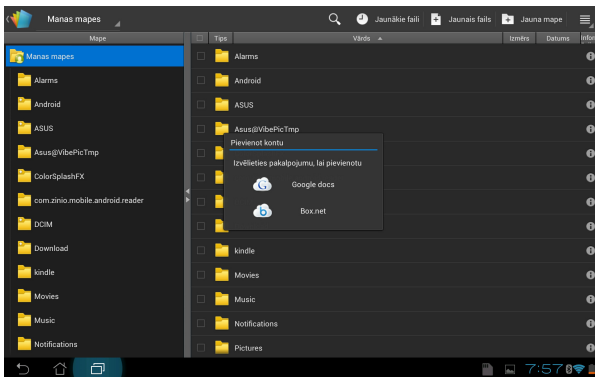 Manas mapes
Jaunākie faili
Jaunais fails
Jauna mape
Mape
Tips
Vārds
Izmērs
Datums
Infor
Manas mapes
Alarms
Android
ASUS
Asus@VibePicTmp
ColorSplashFX
com.zinio.mobile.android.reader
DCIM
Download
kindle
Movies
Music
Notifications
Alarms
Android
ASUS
Asus@VibePicTmp
Pievienot kontu
Izvēlieties pakalpojumu, lai pievienotu
Google docs
Box.net
kindle
Movies
Music
Notifications
Pictures
7:57